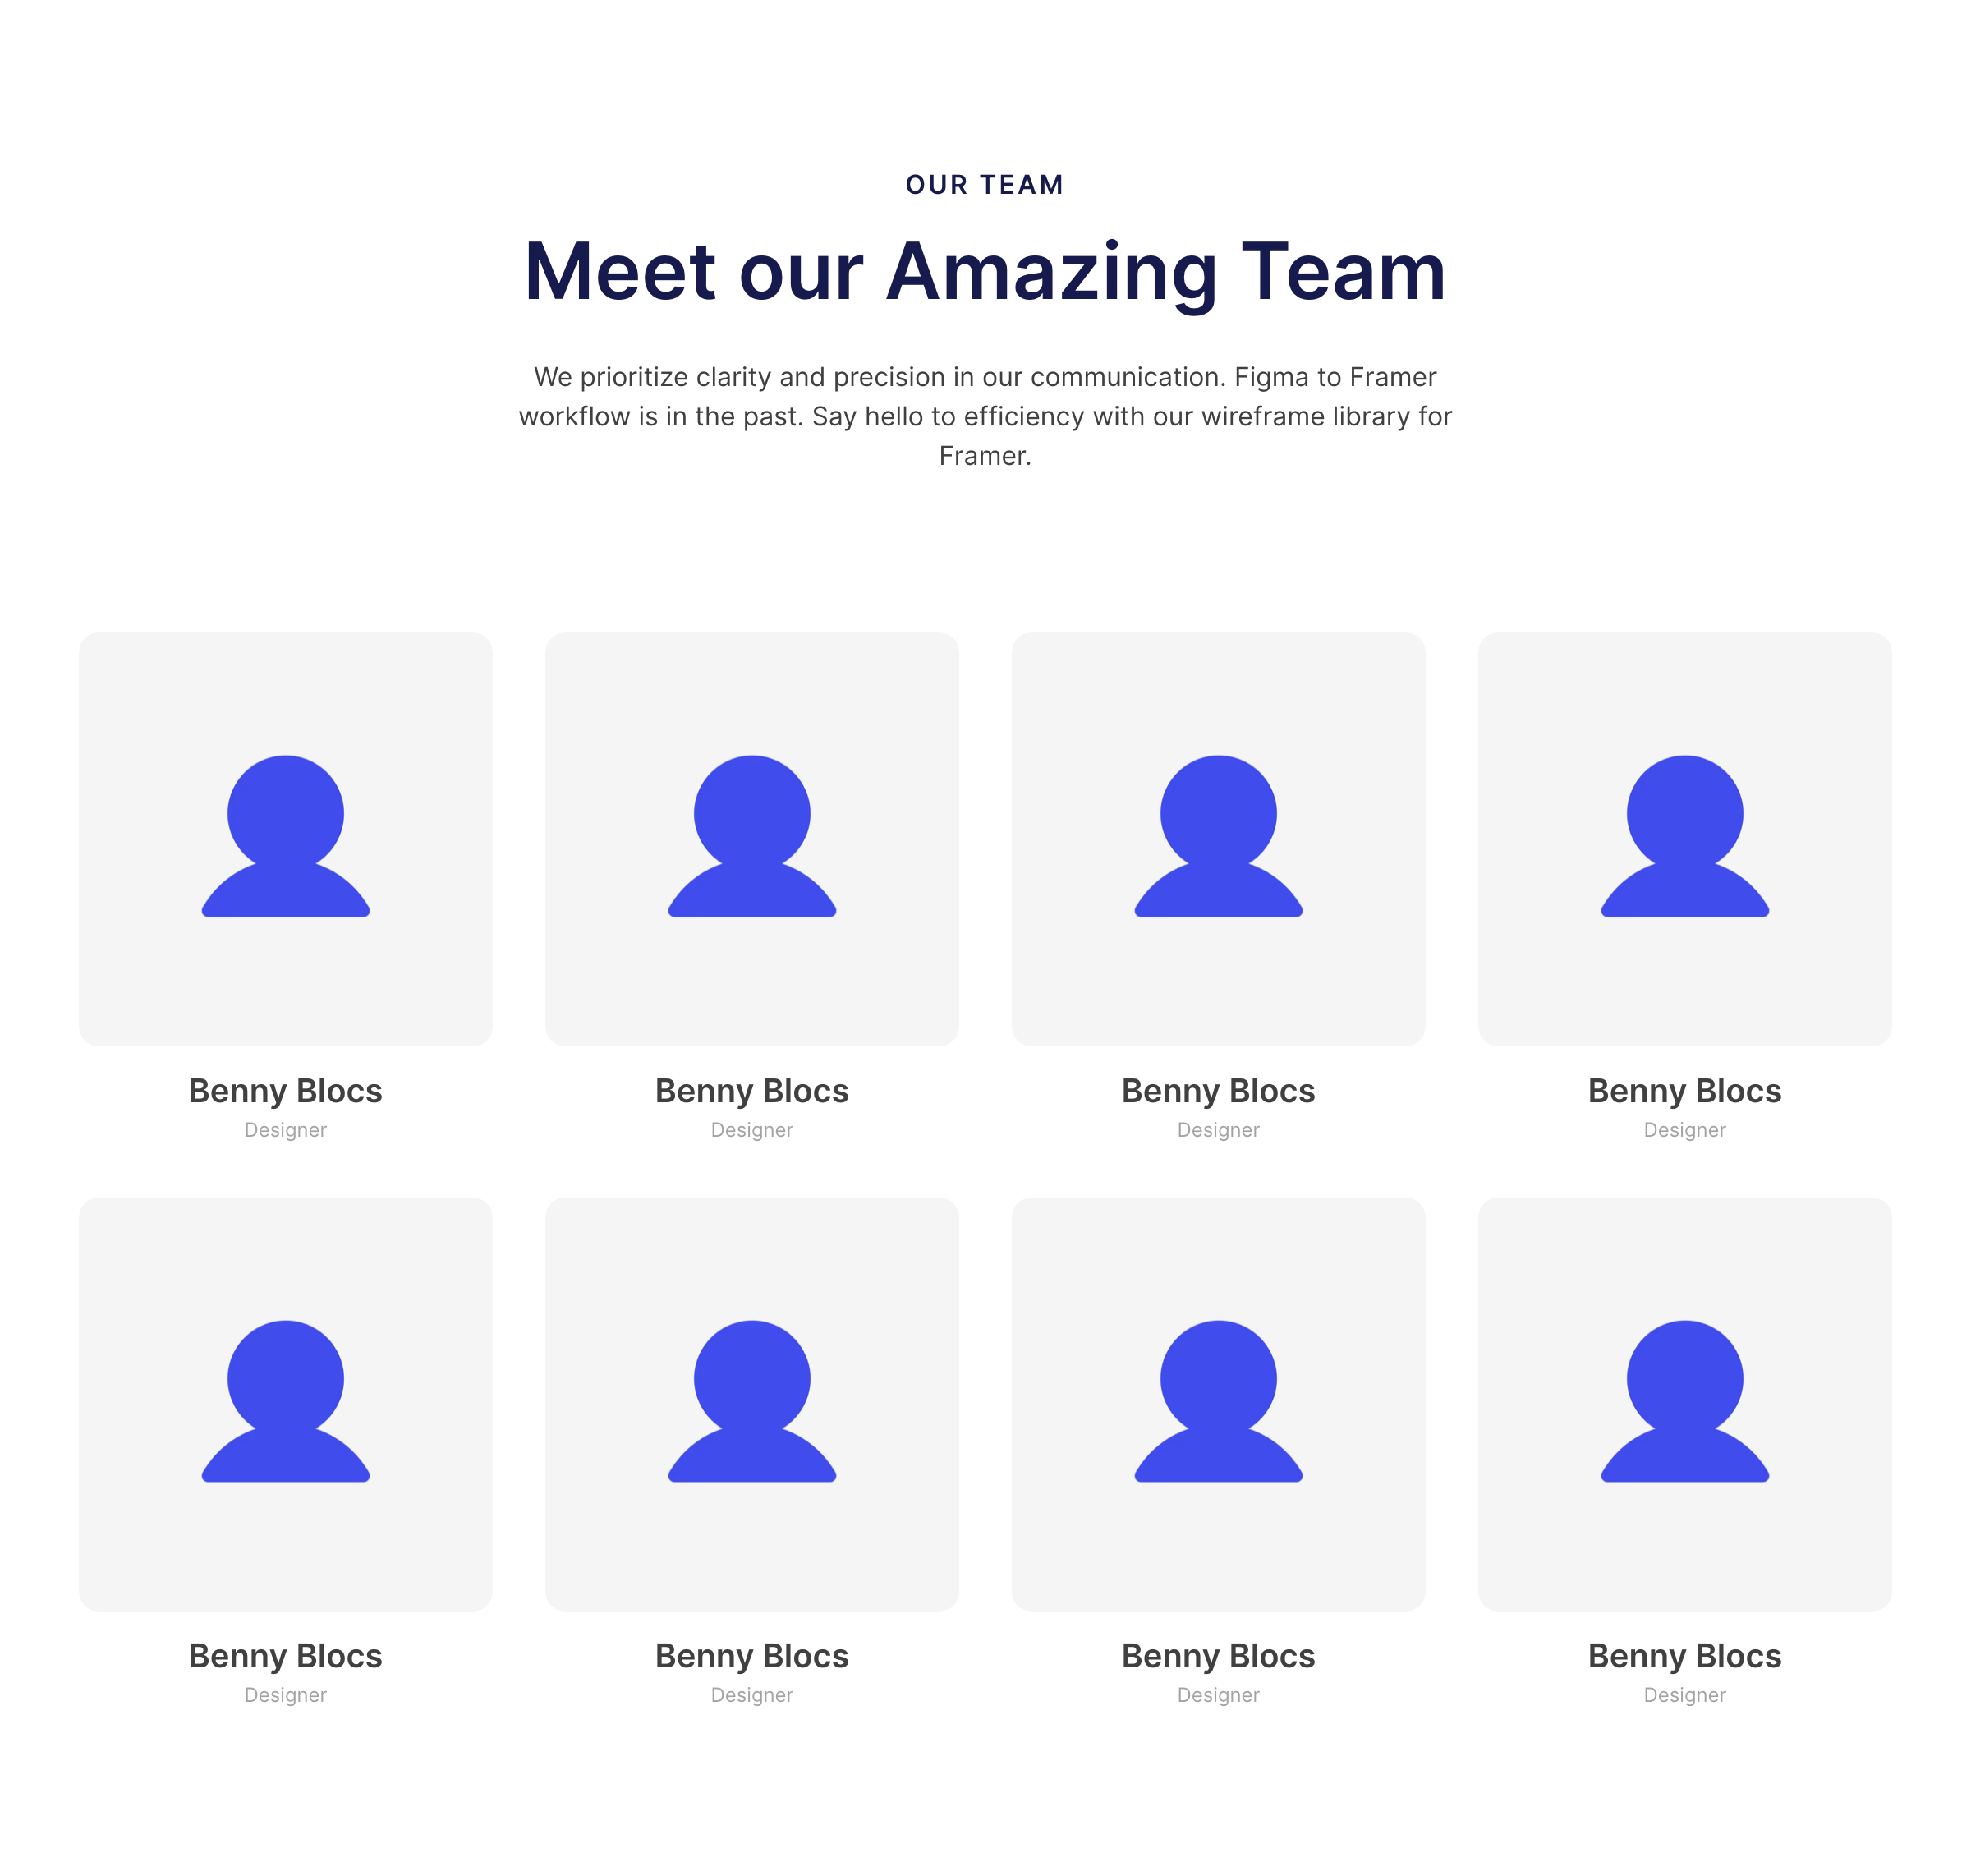 OUR TEAM
Meet our Amazing Team
We prioritize clarity and precision in our communication. Figma to Framer
workflow is in the past. Say hello to efficiency with our wireframe library for
Framer.
Benny Blocs
Designer
Benny Blocs
Designer
Benny Blocs
Designer
Benny Blocs
Designer
Benny Blocs
Designer
Benny Blocs
Designer
Benny Blocs
Designer
Benny Blocs
Designer